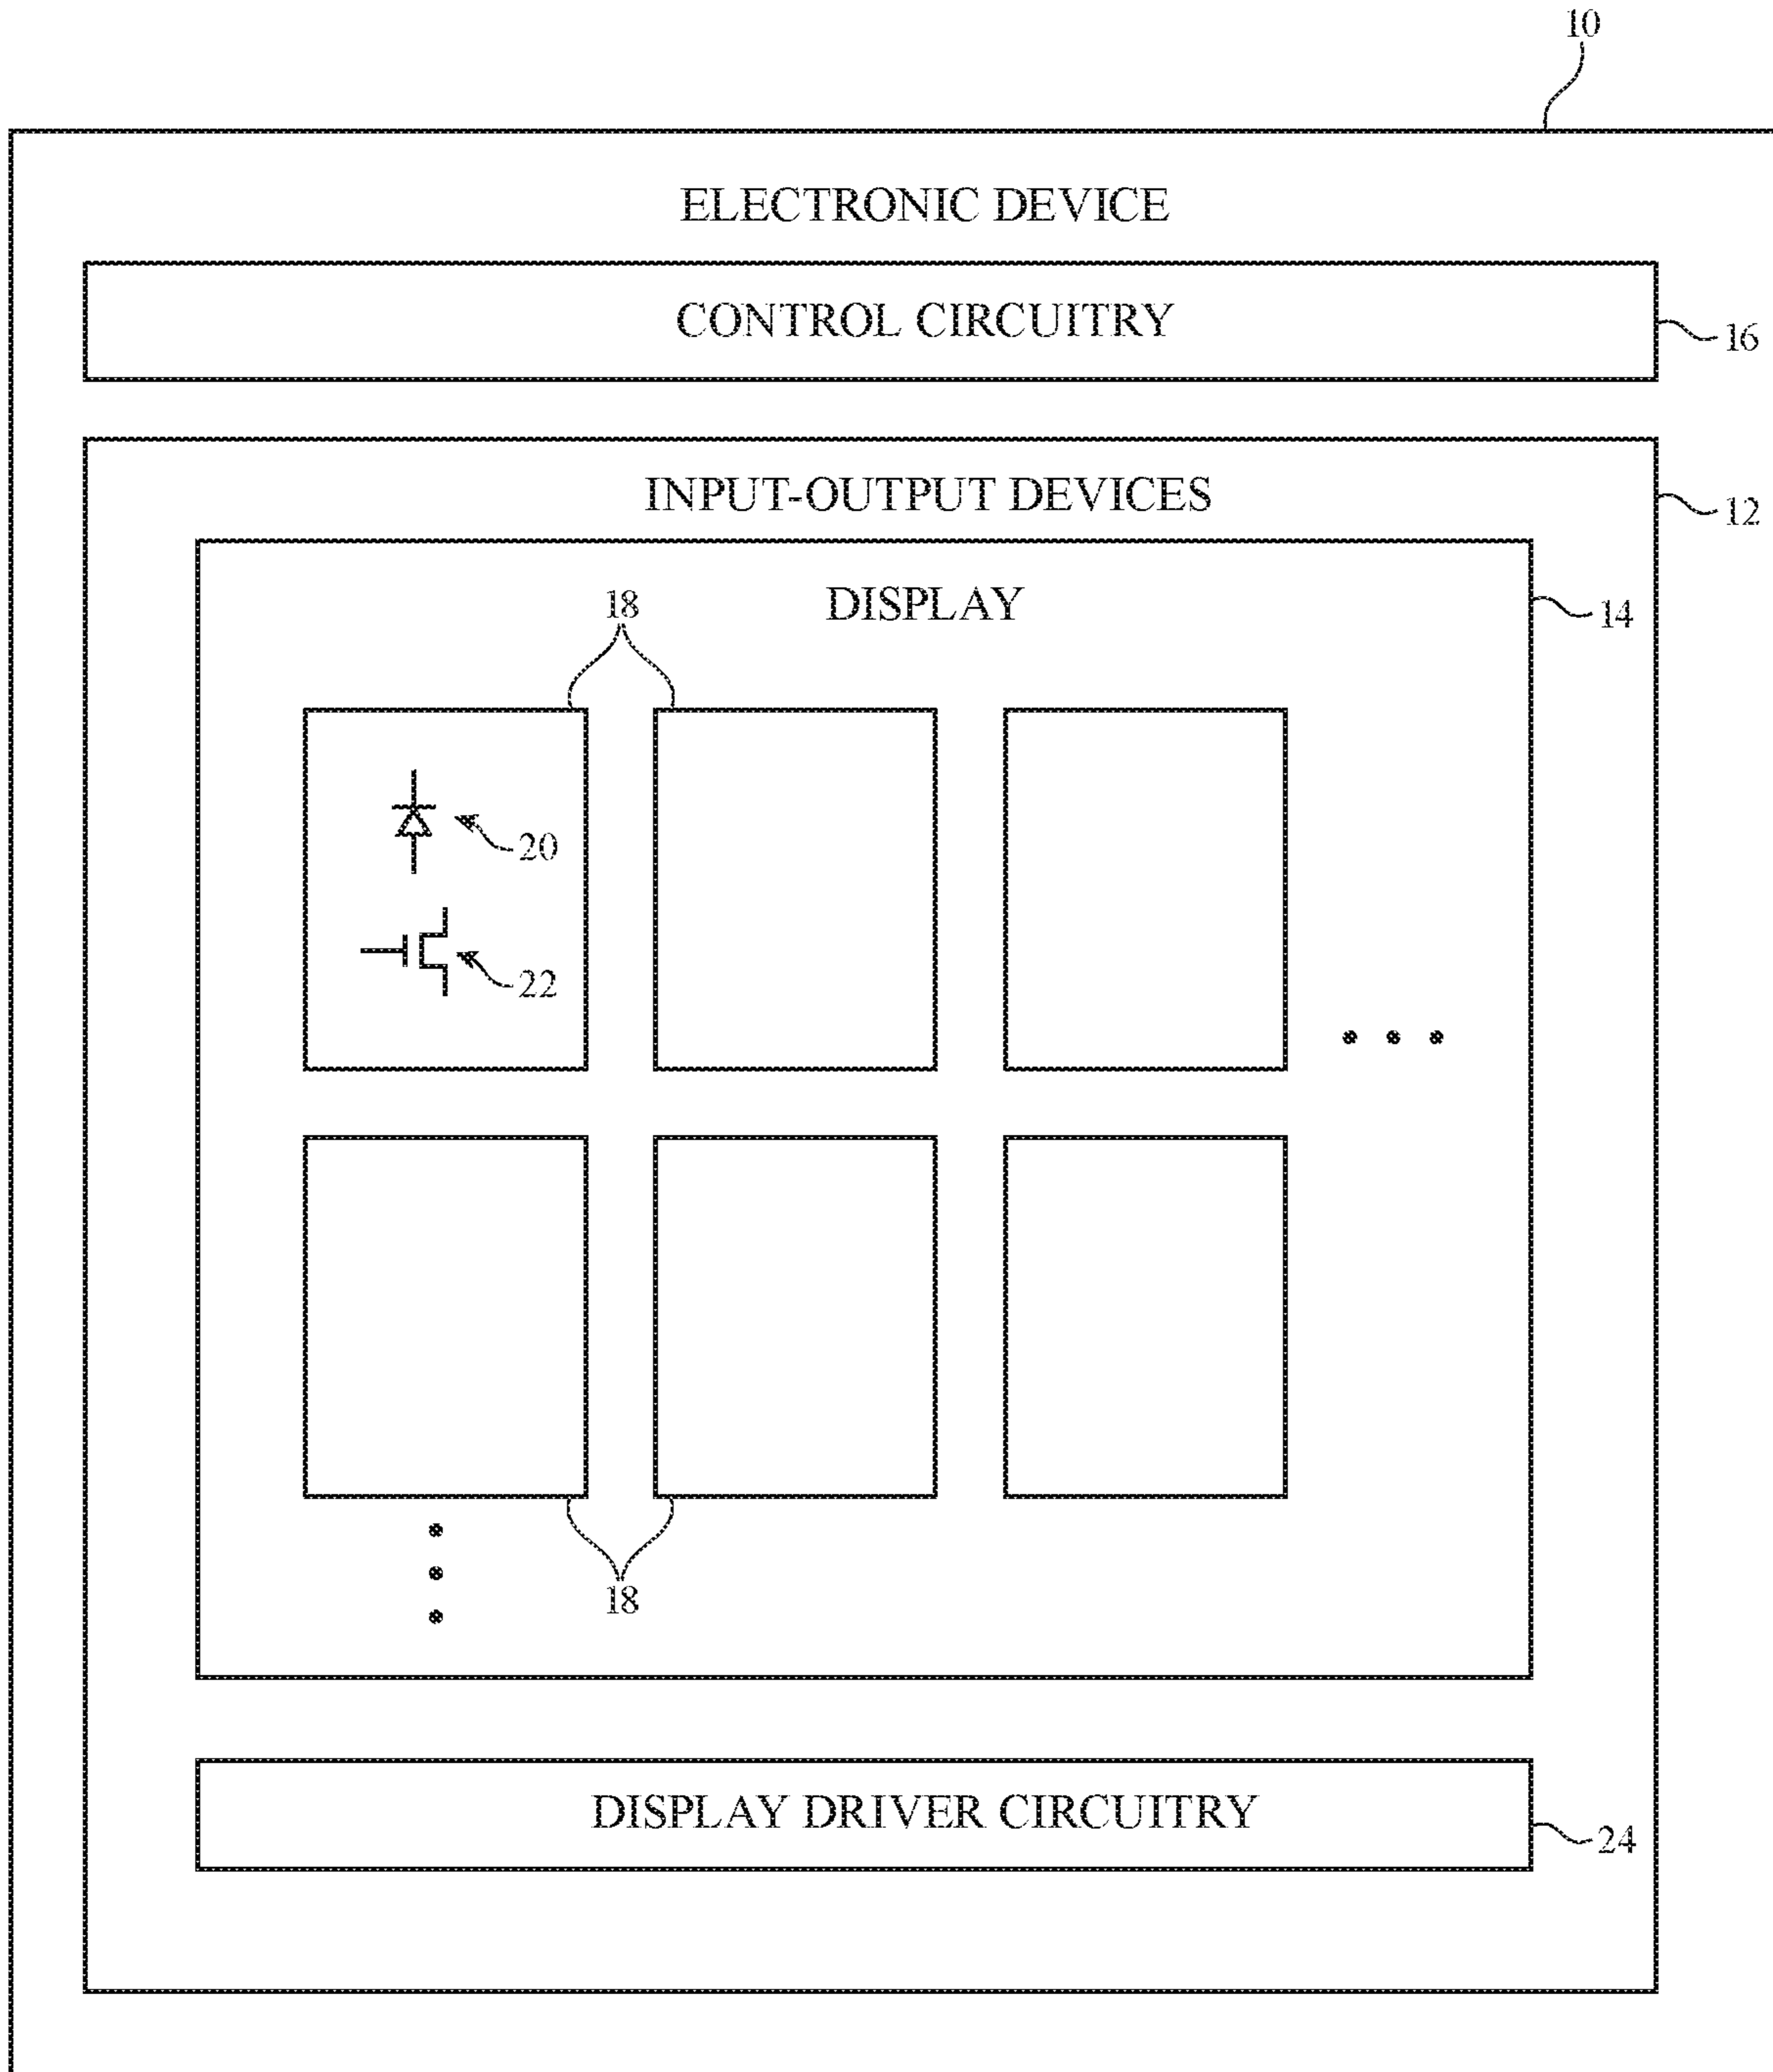 10
ELECTRONIC DEVICE
CONTROL CIRCUITRY
16
INPUT-OUTPUT DEVICES
12
DISPLAY
14
18
20
22
18
DISPLAY DRIVER CIRCUITRY
24